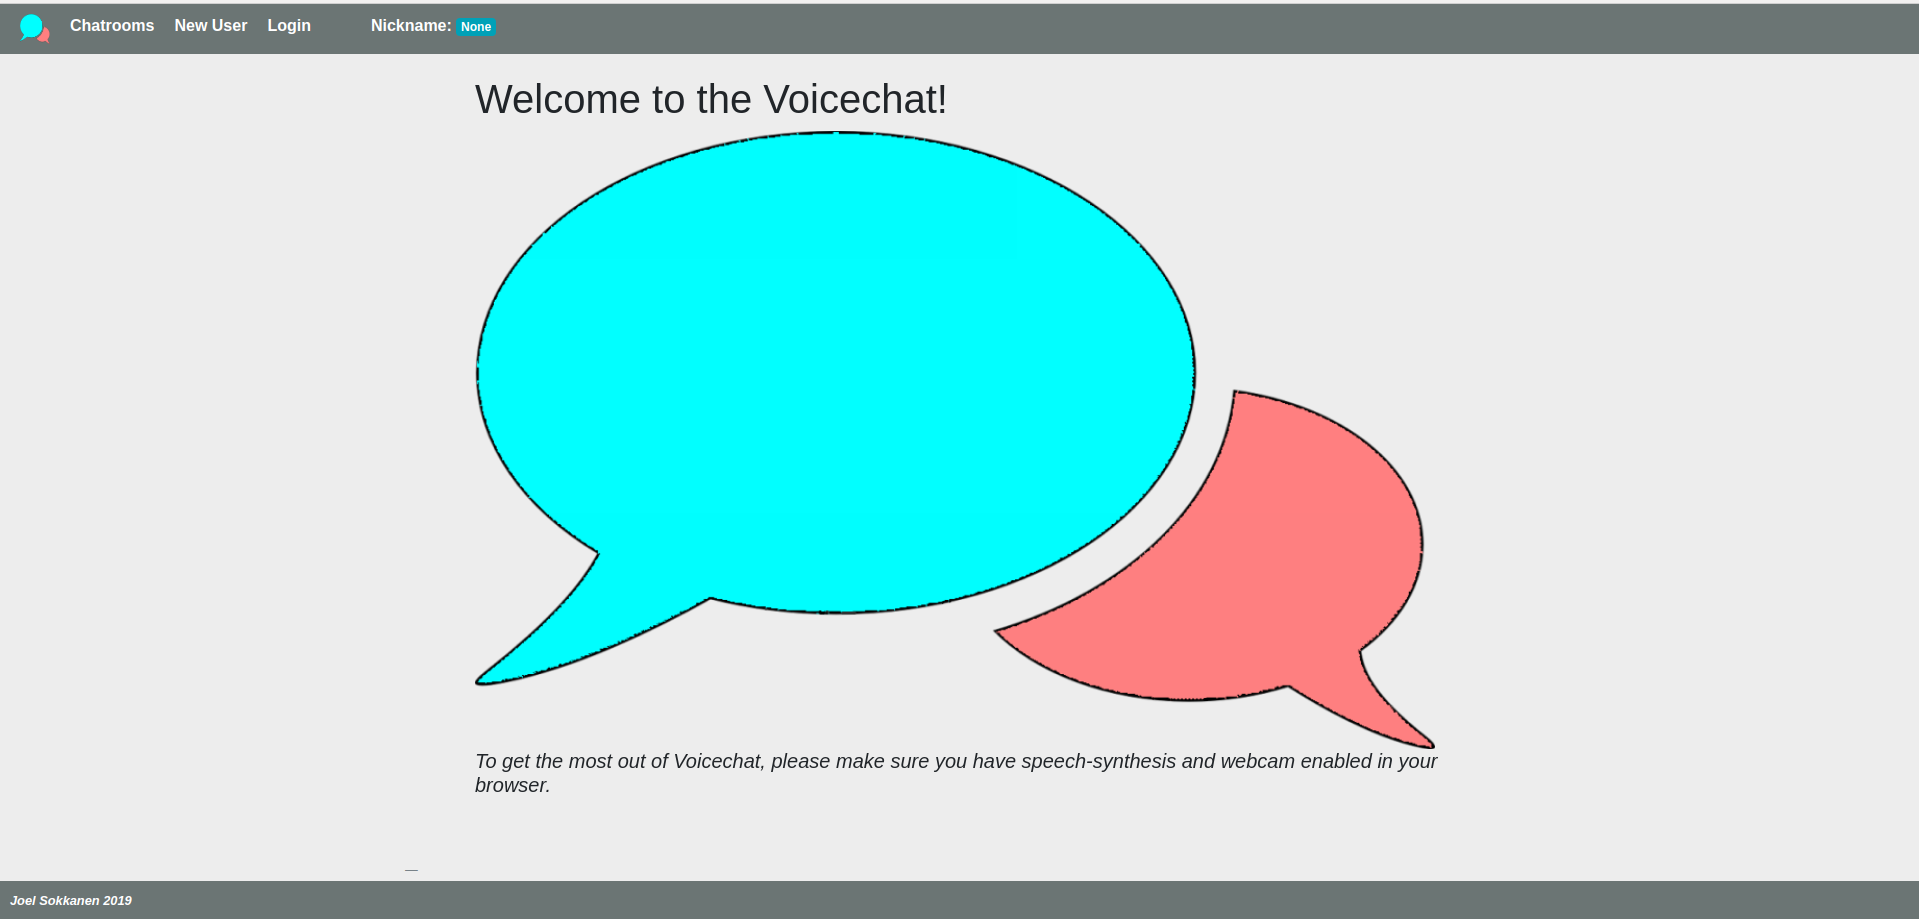 Chatrooms New User Login Nickname: None
Welcome to the Voicechat!
To get the most out of Voicechat, please make sure you have speech-synthesis and webcam enabled in your
browser.
Joel Sokkanen 2019